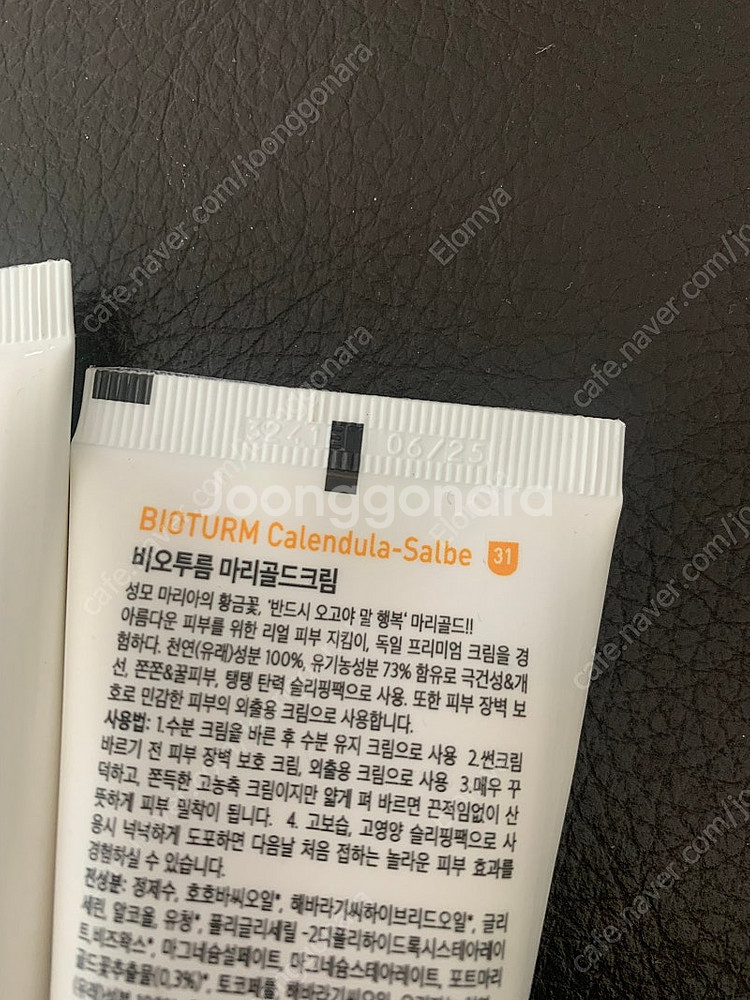 06/25
BIOTURM Calendula-Salbe 31
비오투름 마리골드크림
성모 마리아의 황금꽃, '반드시 오고야 말 행복' 마리골드!!
아름다운 피부를 위한 리얼 피부 지킴이, 독일 프리미엄 크림을 경
험하다. 천연(유래)성분 100%, 유기농성분 73% 함유로 극건성&개
선, 쫀쫀&꿀피부, 탱탱 탄력 슬리핑팩으로 사용. 또한 피부 장벽 보
호로 민감한 피부의 외출용 크림으로 사용합니다.
사용법: 1.수분 크림을 바른 후 수분 유지 크림으로 사용 2.썬크림
바르기 전 피부 장벽 보호 크림, 외출용 크림으로 사용 3.매우 꾸
덕하고, 쫀득한 고농축 크림이지만 얇게 펴 바르면 끈적임없이 산
뜻하게 피부 밀착이 됩니다. 4. 고보습, 고영양 슬리핑팩으로 사
용시 넉넉하게 도포하면 다음날 처음 접하는 놀라운 피부 효과를
경험하실 수 있습니다.
전성분: 정제수, 호호바씨오일*, 해바라기씨하이브리드오일*, 글리
세린, 알코올, 유청*, 폴리글리세릴-2디폴리하이드록시스테아레이
트,비즈왁스*, 마그네슘설페이트, 마그네슘스테아레이트, 포트마리
골드꽃추출물(0.3%)*, 토코페롤, 해바라기씨오일
Joonggonara
cafe.naver.com/joonggonara
Elomya